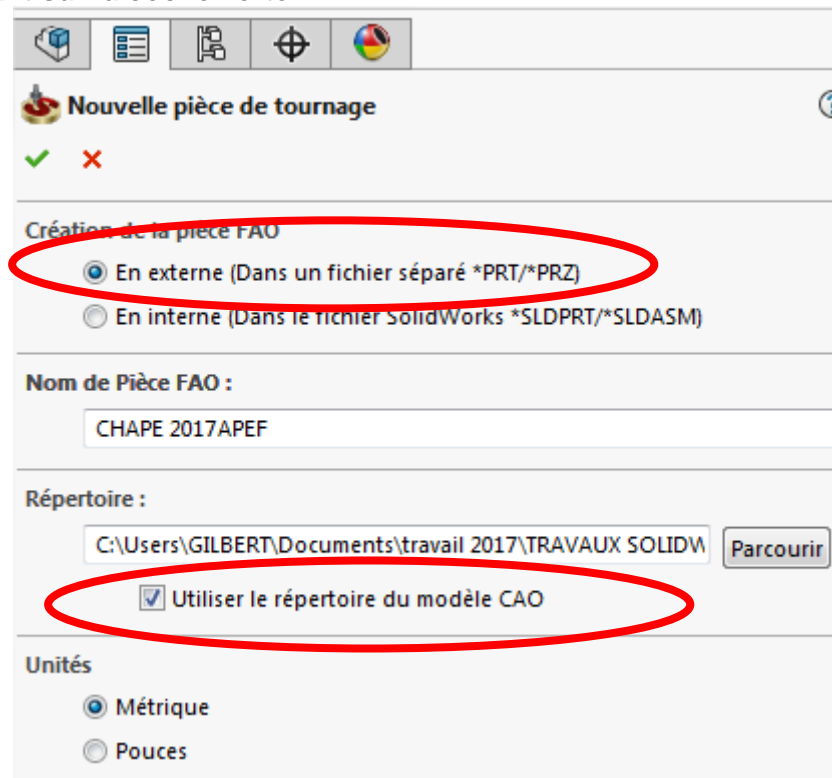 Nouvelle pièce de tournage
Création de la pièce FAO
En externe (Dans un fichier séparé *PRT/*PRZ)
En interne (Dans le fichier SolidWorks *SLDPRT/*SLDASM)
Nom de Pièce FAO :
CHAPE 2017APEF
Répertoire :
C:\Users\GILBERT\Documents\travail 2017\TRAVAUX SOLIDW Parcourir
Utiliser le répertoire du modèle CAO
Unités
Métrique
Pouces